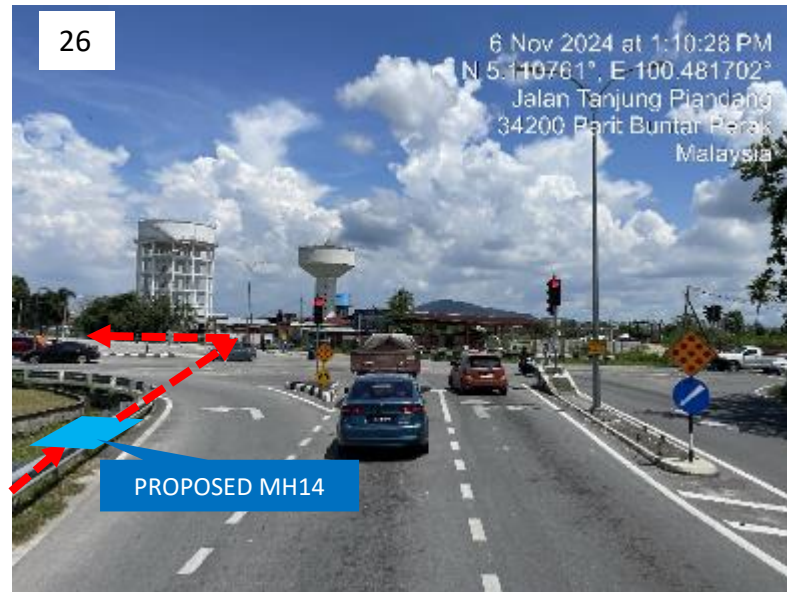 26
6 Nov 2024 at 1:10:28 PM
N 5.110761°, E 100.481702°
Jalan Tanjung Piandang
34200 Parit Buntar Perak
Malaysia
PROPOSED MH14